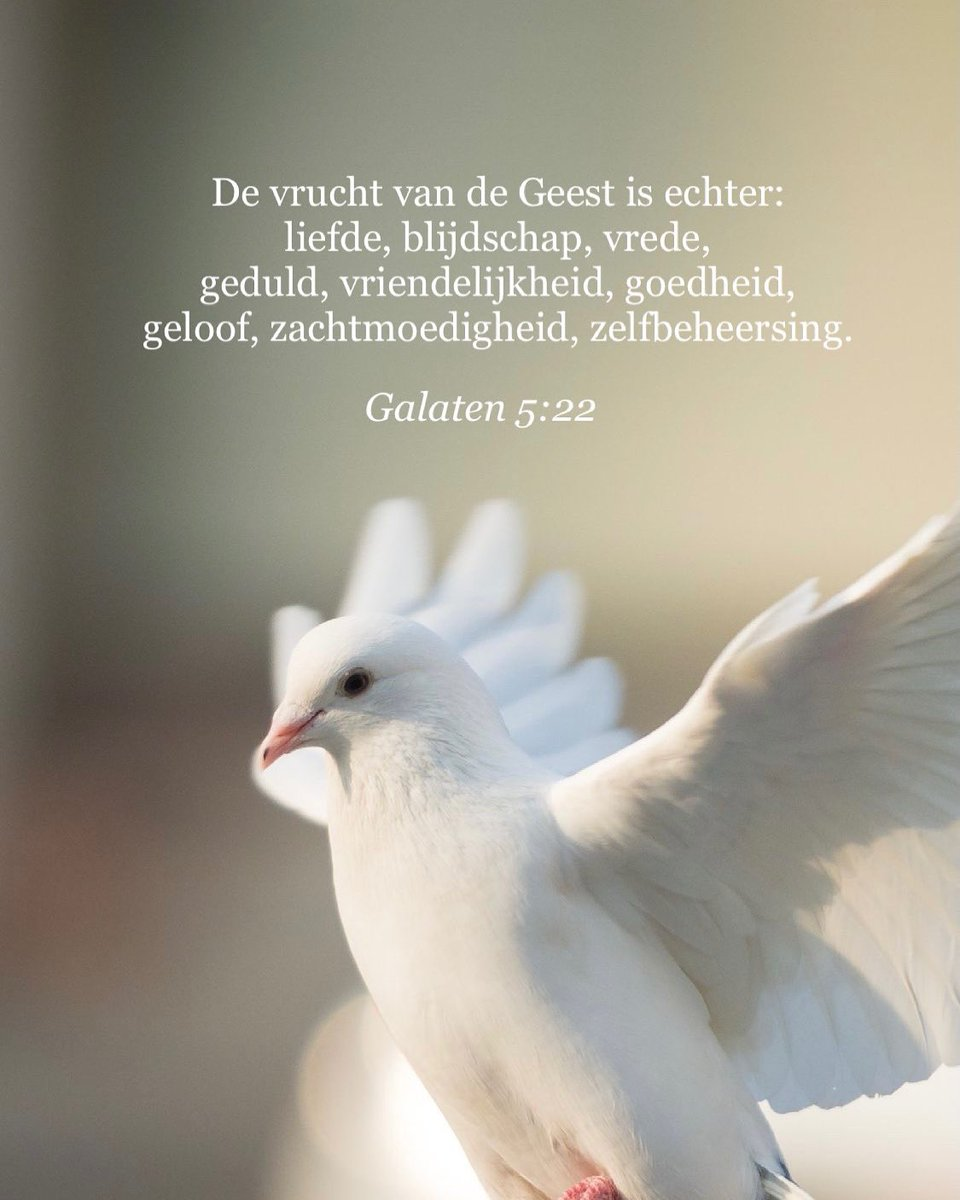 De vrucht van de Geest is echter:
liefde, blijdschap, vrede,
geduld, vriendelijkheid, goedheid,
geloof, zachtmoedigheid, zelfbeheersing.
Galaten 5:22